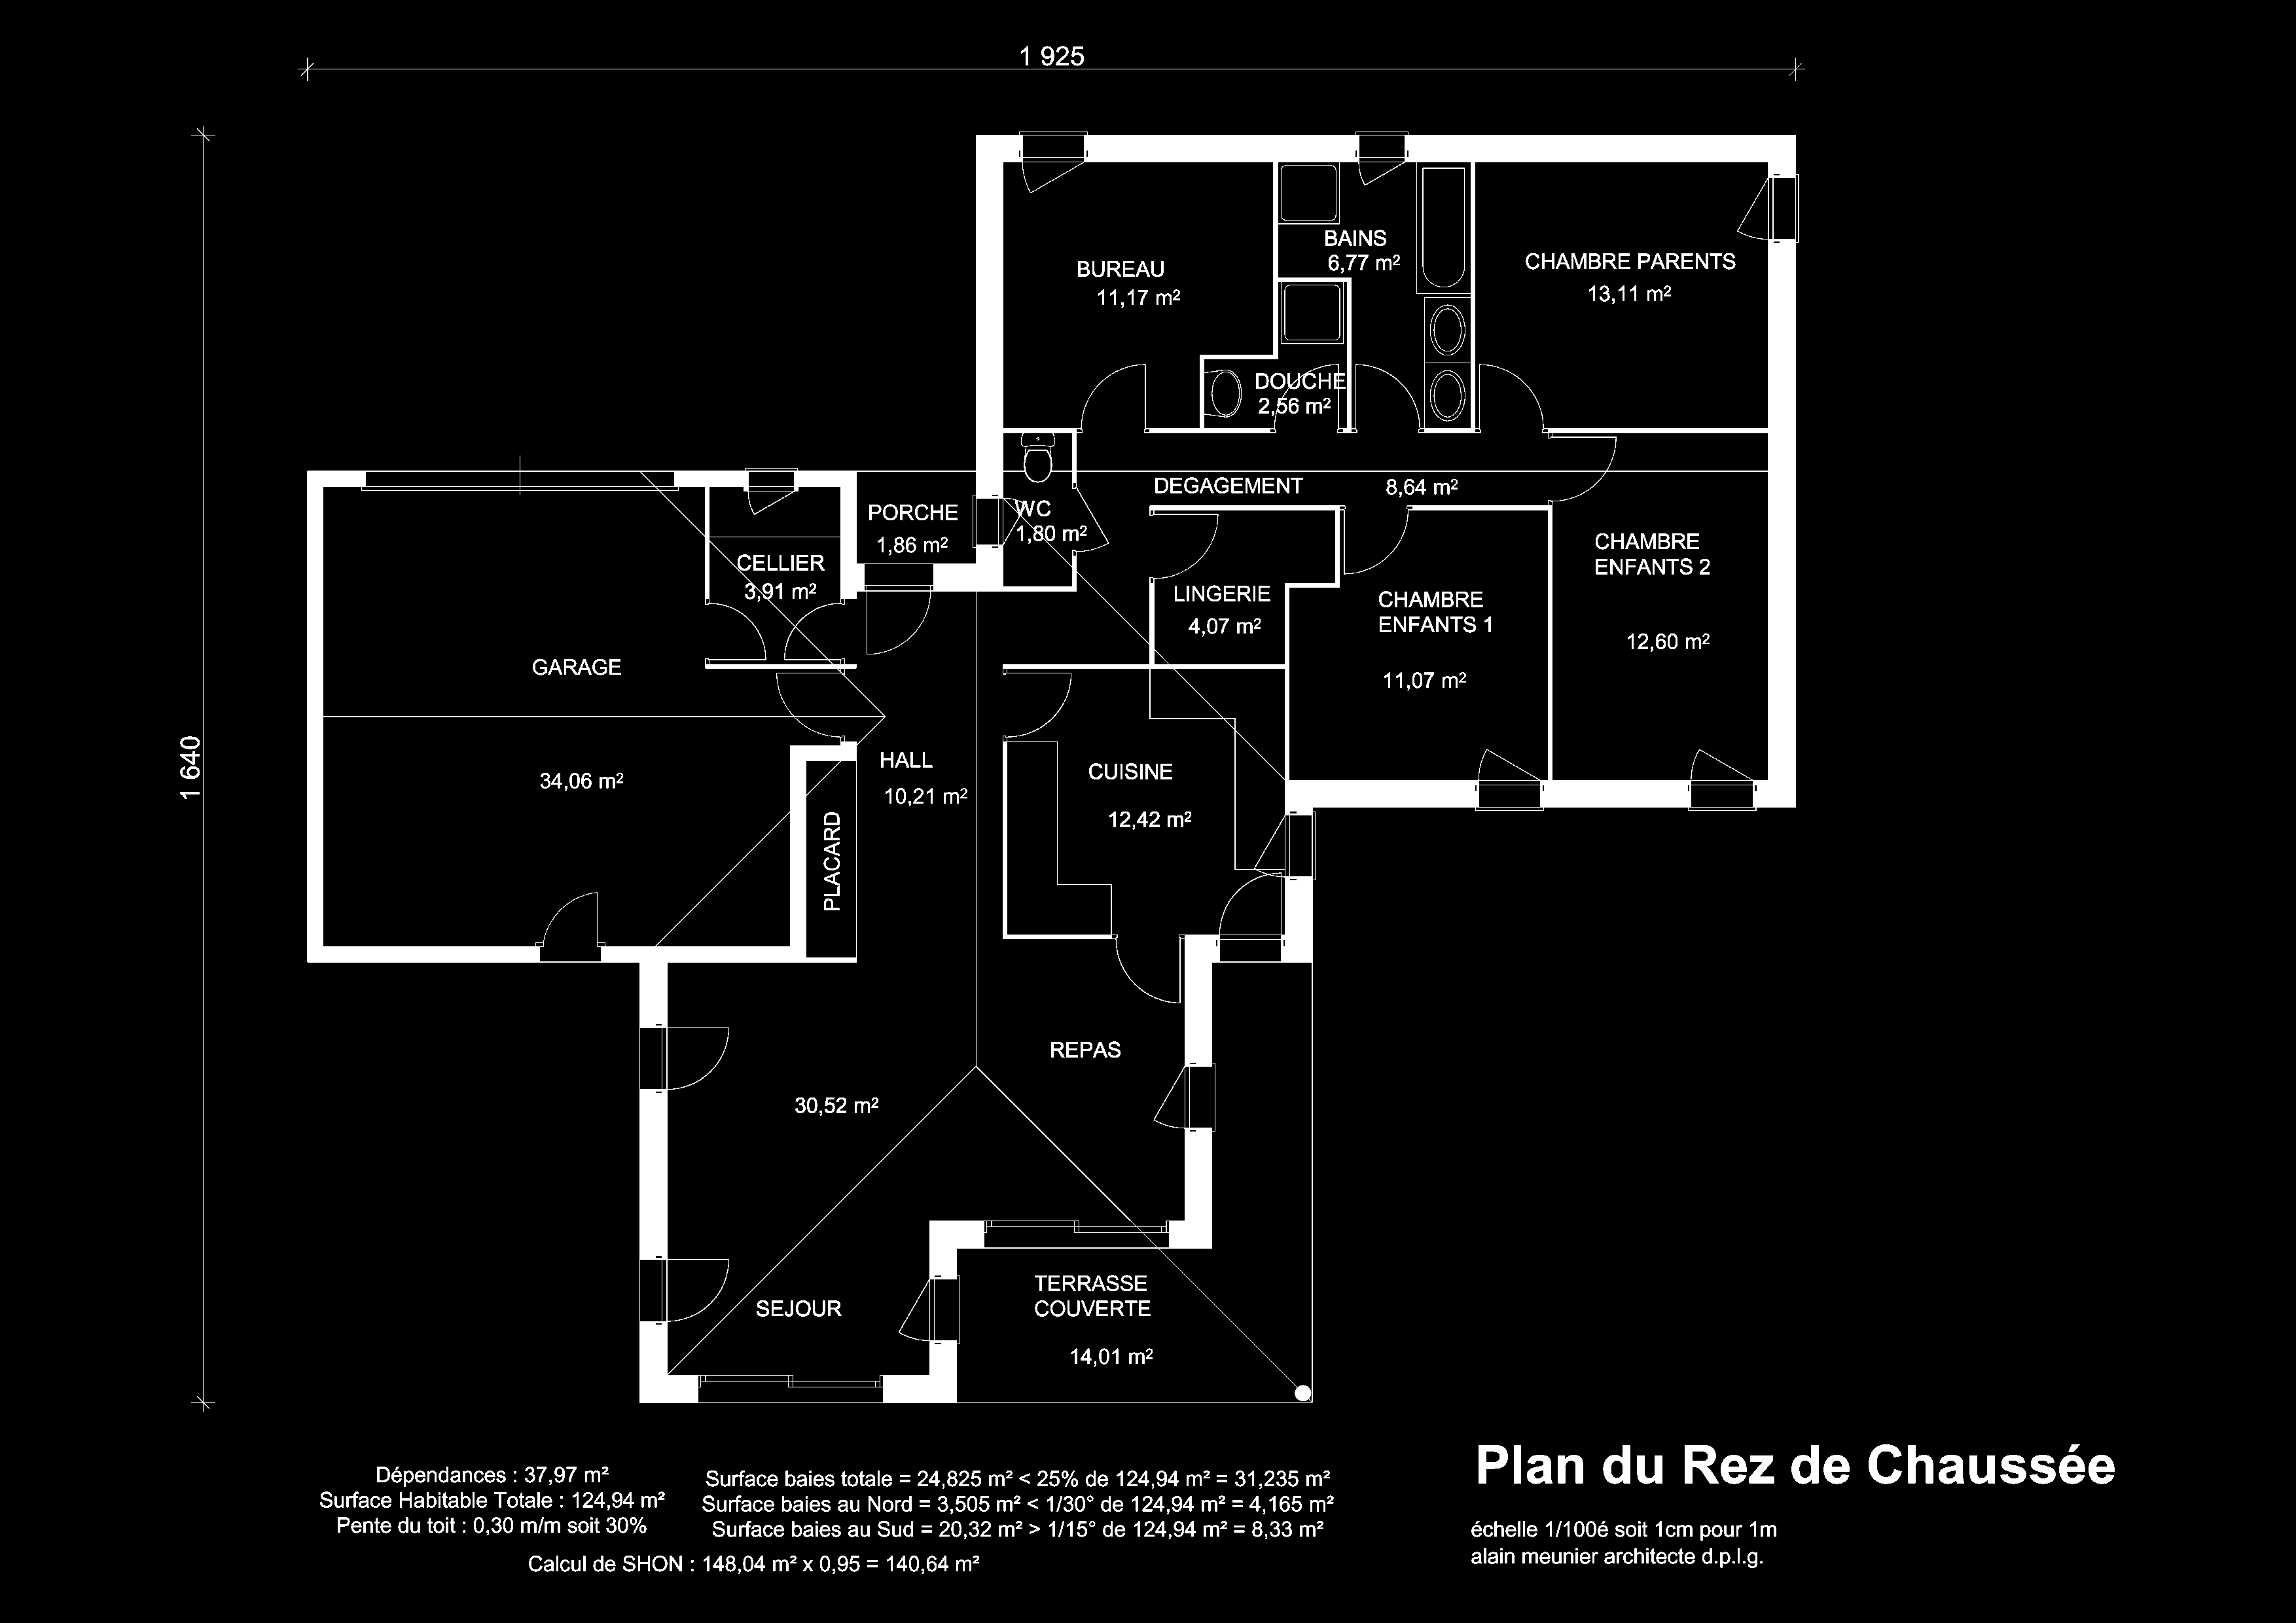 1 925
1 640
BUREAU
11,17 m²
BAINS
6,77 m²
CHAMBRE PARENTS
13,11 m²
DOUCHE
2,56 m²
DEGAGEMENT 8,64 m²
PORCHE
1,86 m²
WC
1,80 m²
CELLIER
3,91 m²
LINGERIE
4,07 m²
CHAMBRE
ENFANTS 1
11,07 m²
CHAMBRE
ENFANTS 2
12,60 m²
GARAGE
34,06 m²
HALL
10,21 m²
PLACARD
CUISINE
12,42 m²
REPAS
30,52 m²
SEJOUR
TERRASSE
COUVERTE
14,01 m²
Dépendances : 37,97 m²
Surface Habitable Totale : 124,94 m²
Pente du toit : 0,30 m/m soit 30%
Surface baies totale = 24,825 m² < 25% de 124,94 m² = 31,235 m²
Surface baies au Nord = 3,505 m² < 1/30° de 124,94 m² = 4,165 m²
Surface baies au Sud = 20,32 m² > 1/15° de 124,94 m² = 8,33 m²
Calcul de SHON : 148,04 m² x 0,95 = 140,64 m²
Plan du Rez de Chaussée
échelle 1/100é soit 1cm pour 1m
alain meunier architecte d.p.l.g.